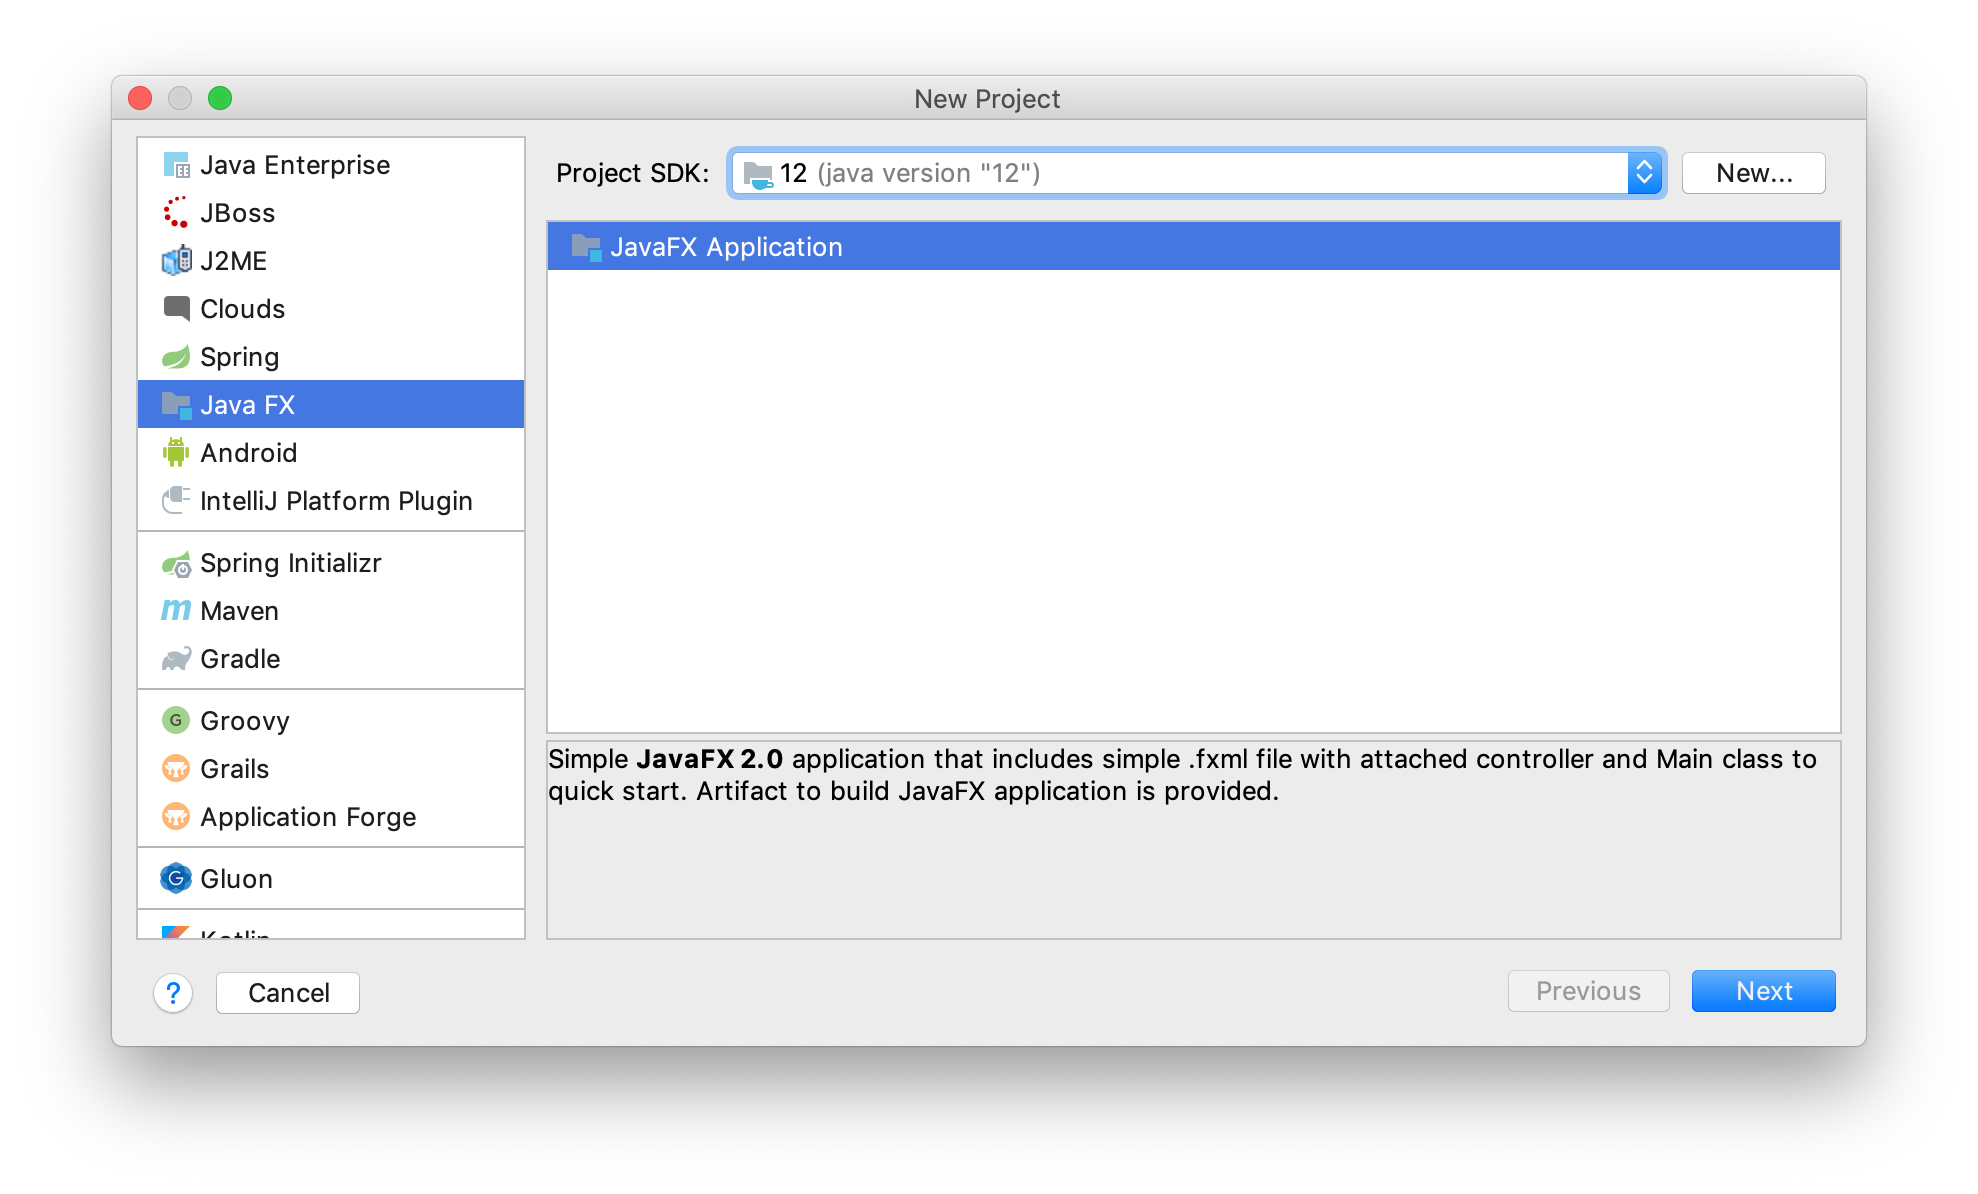 New Project
Java Enterprise
JBoss
J2ME
Clouds
Spring
Java FX
Android
IntelliJ Platform Plugin
Spring Initializr
Maven
Gradle
Groovy
Grails
Application Forge
Gluon
Kotlin
Project SDK: 12 (java version "12") New...
JavaFX Application
Simple JavaFX 2.0 application that includes simple .fxml file with attached controller and Main class to
quick start. Artifact to build JavaFX application is provided.
? Cancel Previous Next